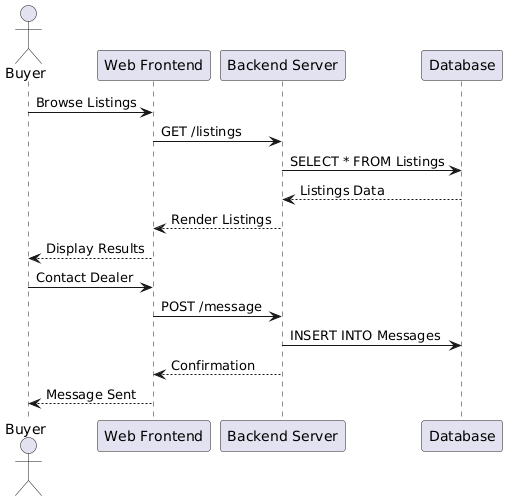 Buyer
Web Frontend
Backend Server
Database
Browse Listings
GET /listings
SELECT * FROM Listings
Listings Data
Render Listings
Display Results
Contact Dealer
POST /message
INSERT INTO Messages
Confirmation
Message Sent
Buyer
Web Frontend
Backend Server
Database